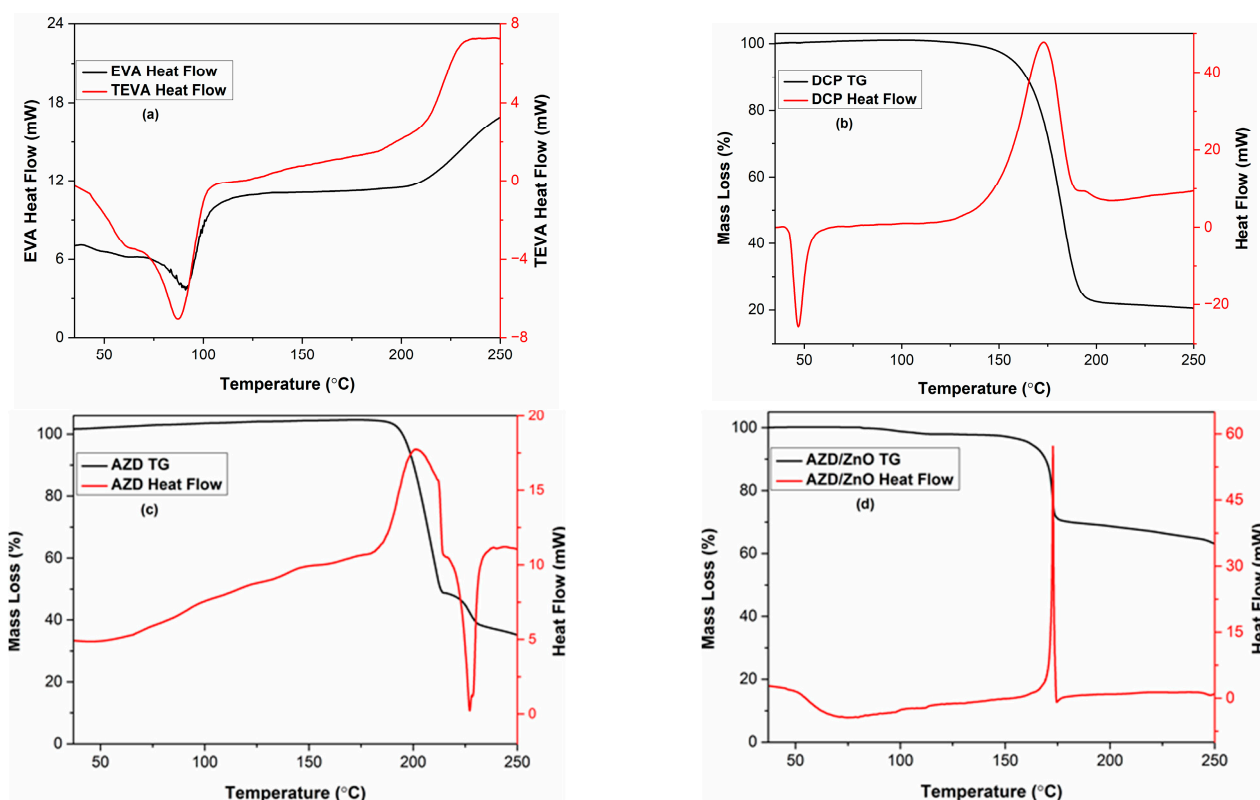 24
18
12
6
0
EVA Heat Flow (mW)
EVA Heat Flow
TEVA Heat Flow
(a)
8
4
0
−4
−8
TEVA Heat Flow (mW)
50 100 150 200 250
Temperature (°C)
100
80
60
40
20
Mass Loss (%)
DCP TG
DCP Heat Flow
(b)
40
20
0
−20
Heat Flow (mW)
50 100 150 200 250
Temperature (°C)
100
80
60
40
20
0
Mass Loss (%)
AZD TG
AZD Heat Flow
(c)
20
15
10
5
0
Heat Flow (mW)
50 100 150 200 250
Temperature (°C)
100
80
60
40
20
0
Mass Loss (%)
AZD/ZnO TG
AZD/ZnO Heat Flow
(d)
60
45
30
15
0
Heat Flow (mW)
50 100 150 200 250
Temperature (°C)